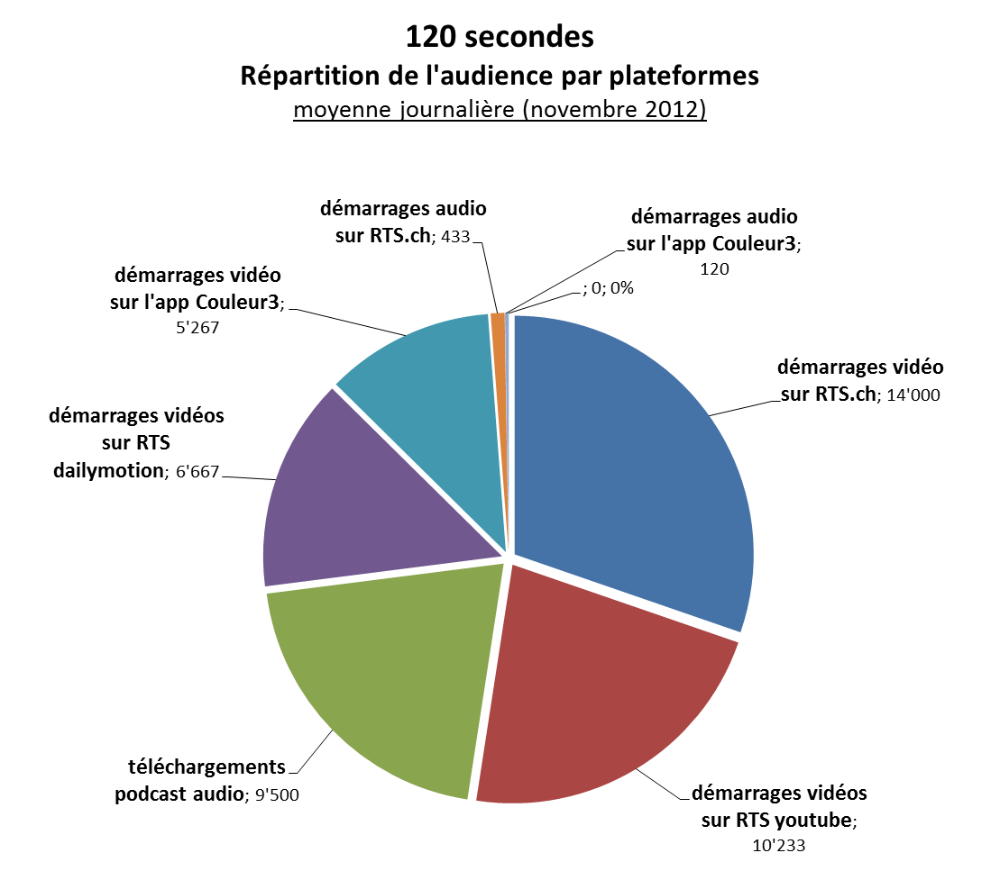 120 secondes
Répartition de l'audience par plateformes
moyenne journalière (novembre 2012)
démarrages audio
sur RTS.ch; 433
démarrages audio
sur l'app Couleur3;
120
; 0; 0%
démarrages vidéo
sur l'app Couleur3;
5'267
démarrages vidéo
sur RTS.ch; 14'000
démarrages vidéos
sur RTS
dailymotion; 6'667
téléchargements
podcast audio; 9'500
démarrages vidéos
sur RTS youtube;
10'233